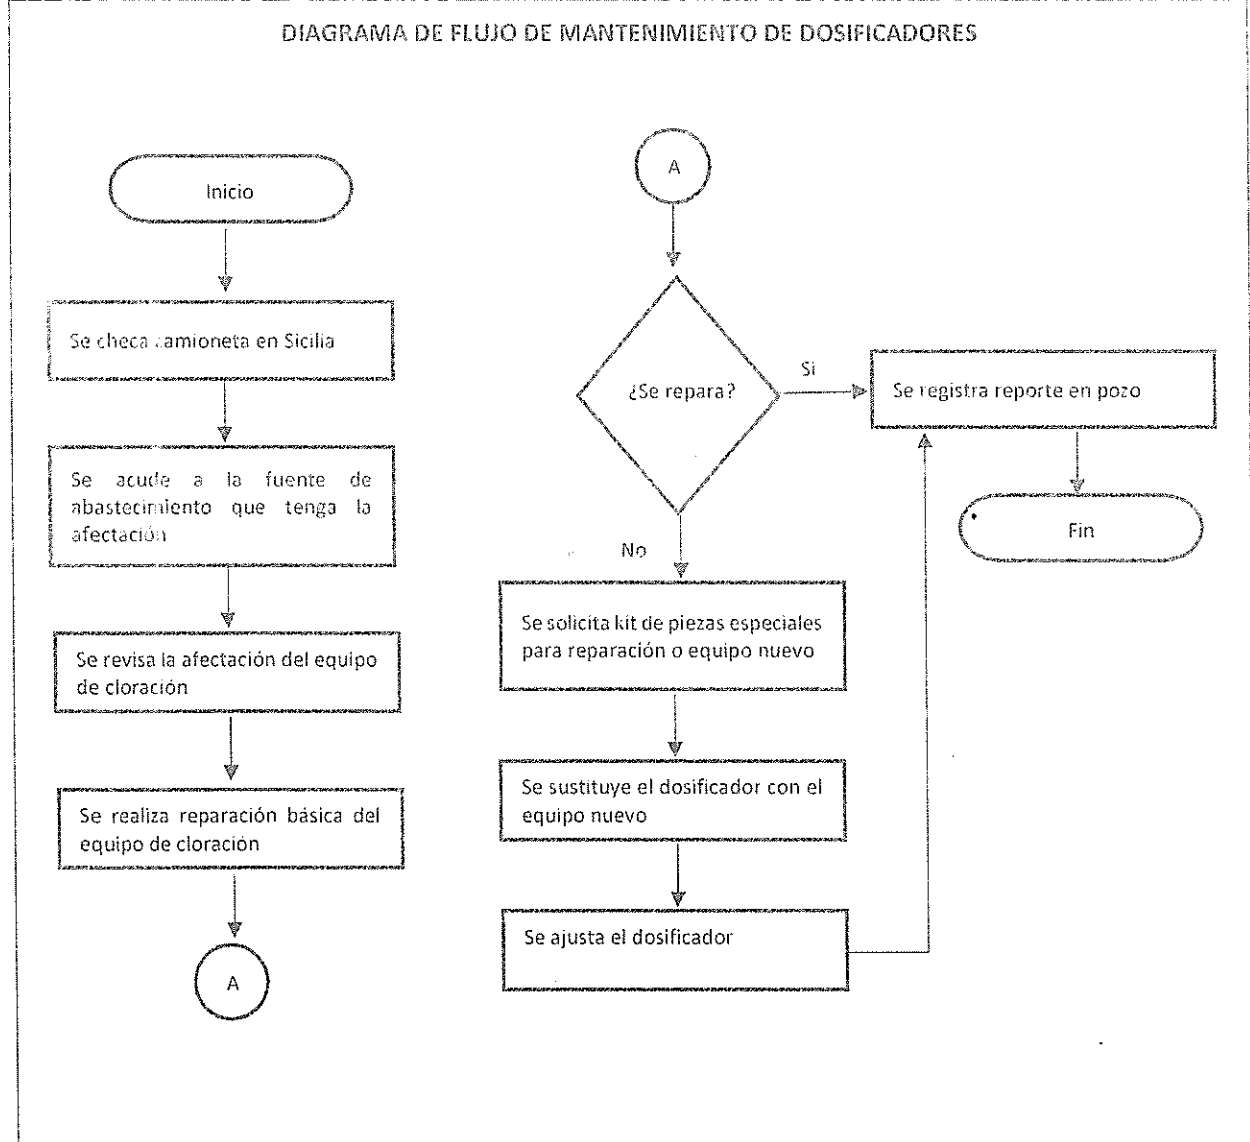 DIAGRAMA DE FLUJO DE MANTENIMIENTO DE DOSIFICADORES
Inicio
Se checa camioneta en Sicilia
Se acude a la fuente de
abastecimiento que tenga la
afectación
Se revisa la afectación del equipo
de cloración
Se realiza reparación básica del
equipo de cloración
A
A
¿Se repara?
Si
Se registra reporte en pozo
Fin
No
Se solicita kit de piezas especiales
para reparación o equipo nuevo
Se sustituye el dosificador con el
equipo nuevo
Se ajusta el dosificador